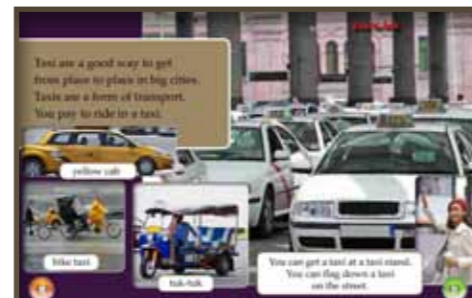 Taxi are a good way to get
from place to place in big cities.
Taxis are a form of transport.
You pay to ride in a taxi.
yellow cab
bike taxi
tuk-tuk
You can get a taxi at a taxi stand.
You can flag down a taxi
on the street.